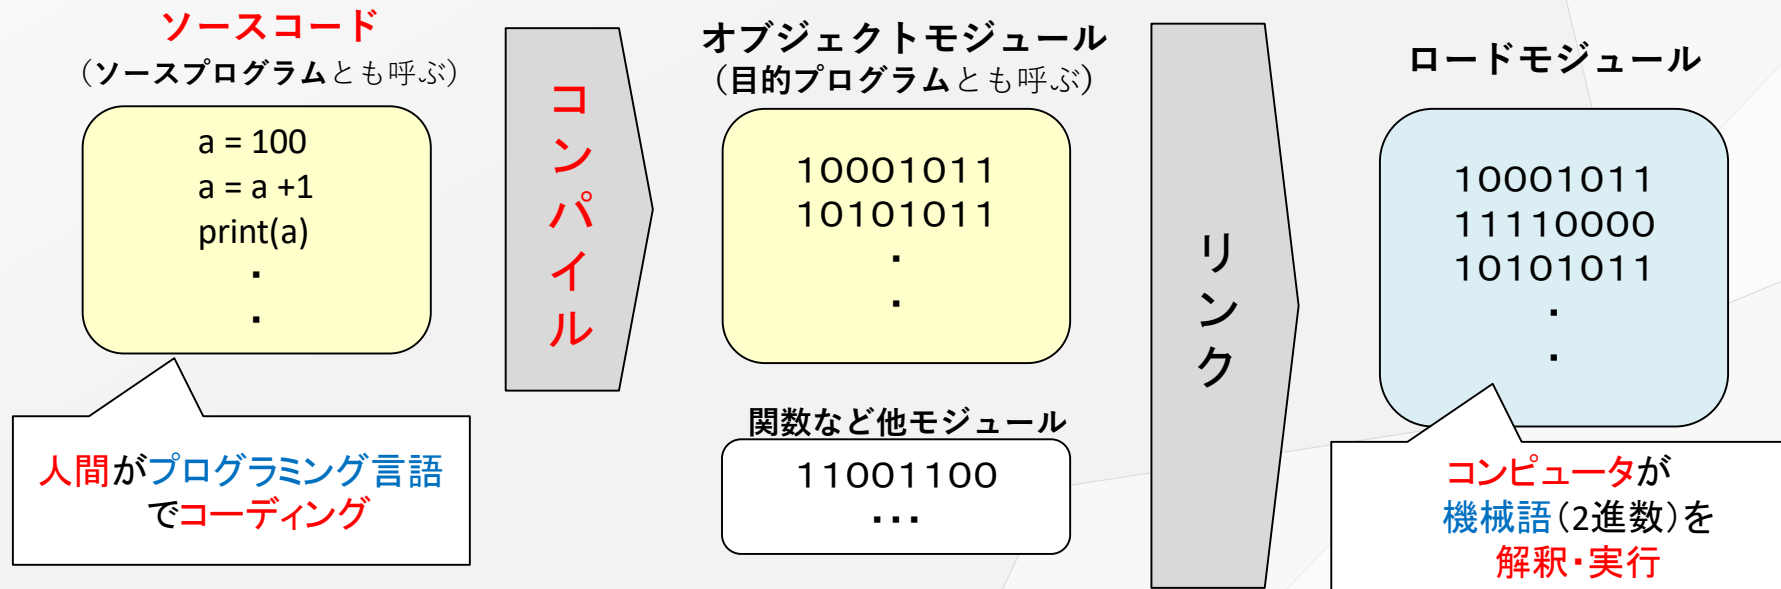 ソースコード
（ソースプログラムとも呼ぶ）
a = 100
a = a +1
print(a)
・
・
人間がプログラミング言語
でコーディング
コンパイル
オブジェクトモジュール
（目的プログラムとも呼ぶ）
１０００１０１１
１０１０１０１１
・
・
関数など他モジュール
１１００１１００
・・・
リンク
ロードモジュール
１０００１０１１
１１１１００００
１０１０１０１１
・
・
コンピュータが
機械語（2進数）を
解釈・実行